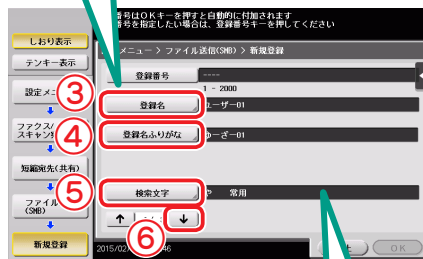 番号はOKキーを押すと自動的に付加されます
番号を指定したい場合は、登録番号キーを押してください
しおり表示
テンキー表示
メニュー > ファイル送信(SMB) > 新規登録
登録番号
----
1 - 2000
設定メニ
③
登録名
ユーザー01
ファクス/
スキャン
④
登録名ふりがな
ゆーざー01
短縮宛先(共有)
⑤
検索文字
や 常用
ファイル
(SMB)
↑
↓
⑥
新規登録
2015/02
46
OK